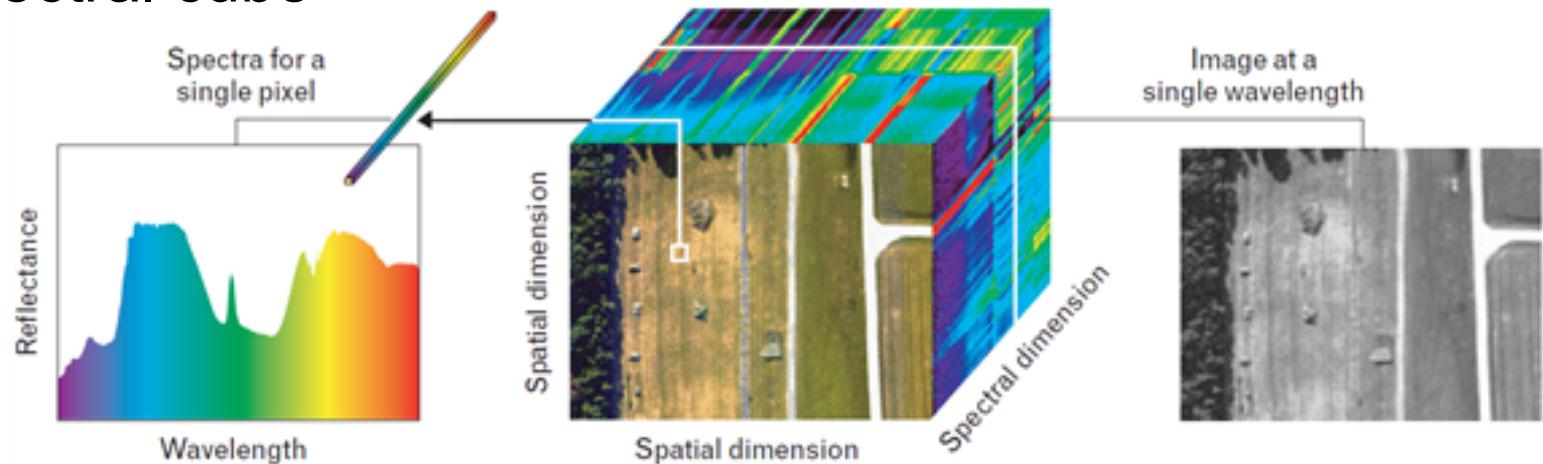 Spectra for a
single pixel
Reflectance
Wavelength
Spatial dimension
Spatial dimension
Spectral dimension
Image at a
single wavelength